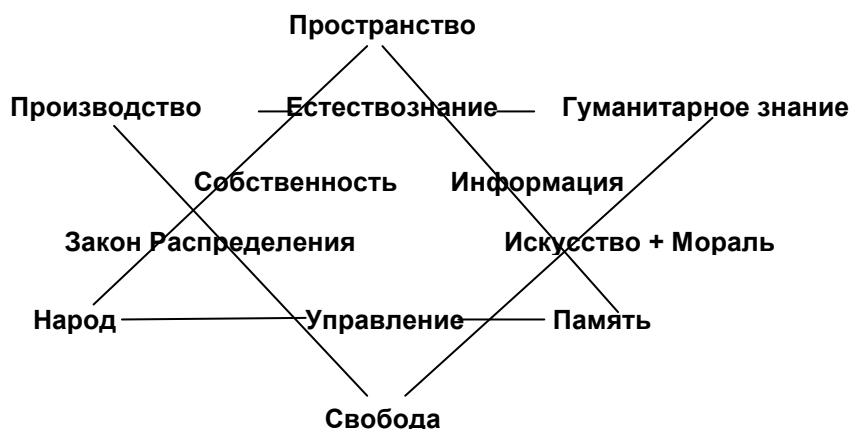 Пространство
Производство Естествознание Гуманитарное знание
Собственность Информация
Закон Распределения Искусство + Мораль
Народ Управление Память
Свобода